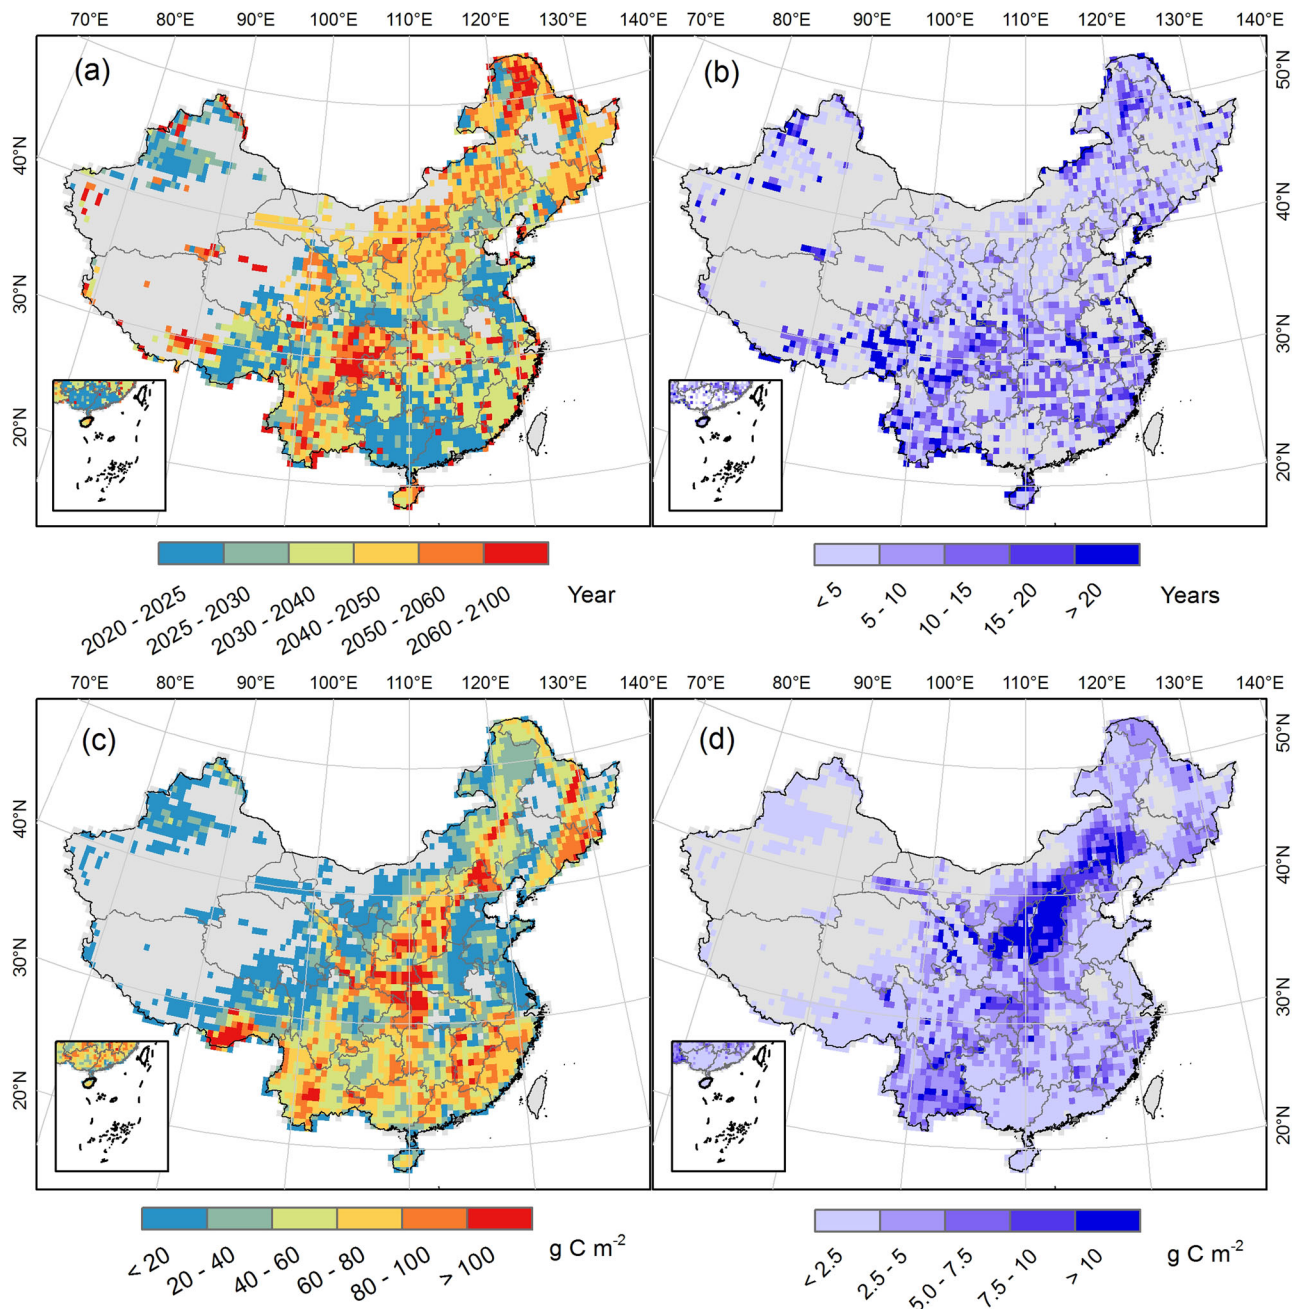 70°E 80°E 90°E 100°E 110°E 120°E 130°E 140°E
70°E 80°E 90°E 100°E 110°E 120°E 130°E 140°E
(a)
(b)
40°N
30°N
20°N
50°N
40°N
30°N
20°N
2020 - 2025
2025 - 2030
2030 - 2040
2040 - 2050
2050 - 2060
2060 - 2100
Year
< 5
5 - 10
10 - 15
15 - 20
> 20
Years
70°E 80°E 90°E 100°E 110°E 120°E 130°E 140°E
70°E 80°E 90°E 100°E 110°E 120°E 130°E 140°E
(c)
(d)
40°N
30°N
20°N
50°N
40°N
30°N
20°N
< 20
20 - 40
40 - 60
60 - 80
80 - 100
> 100
g C m⁻²
< 2.5
2.5 - 5
5.0 - 7.5
7.5 - 10
> 10
g C m⁻²